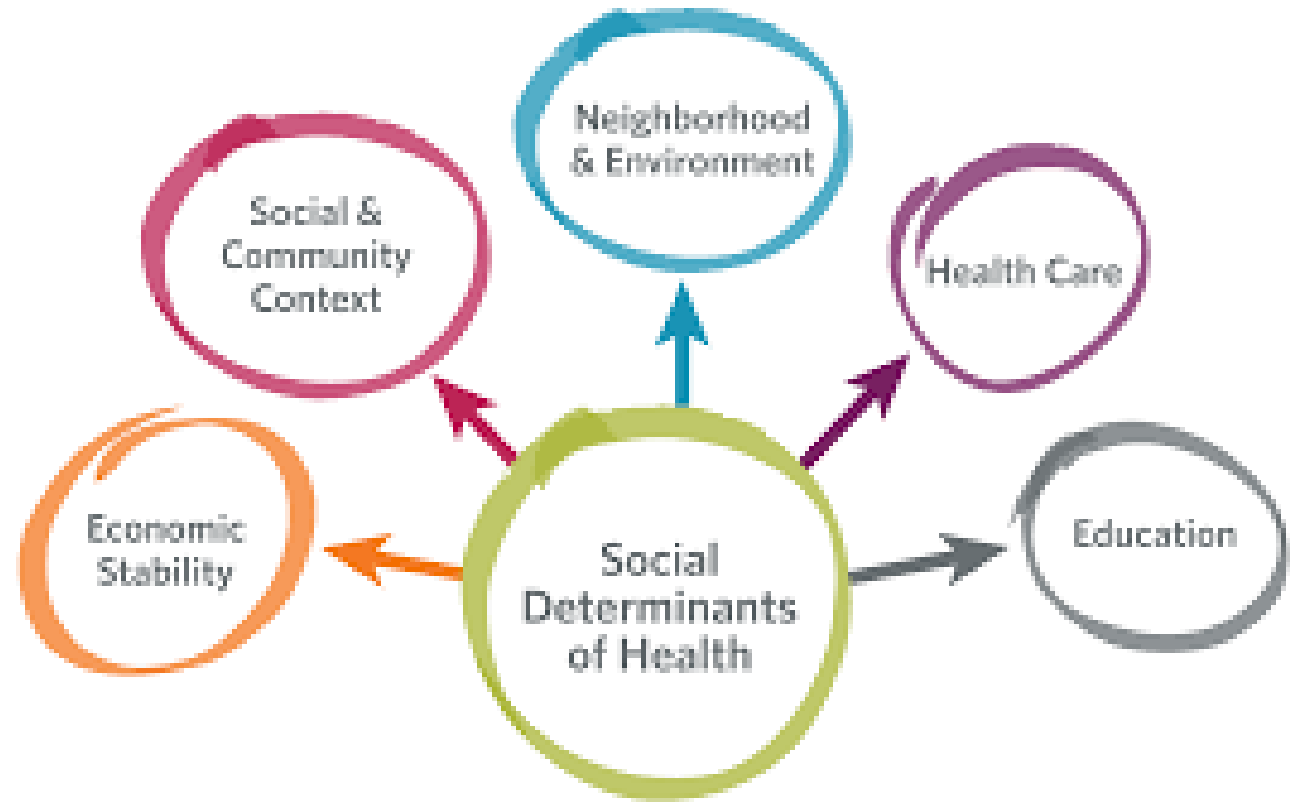 Neighborhood
& Environment
Social &
Community
Context
Health Care
Economic
Stability
Education
Social
Determinants
of Health